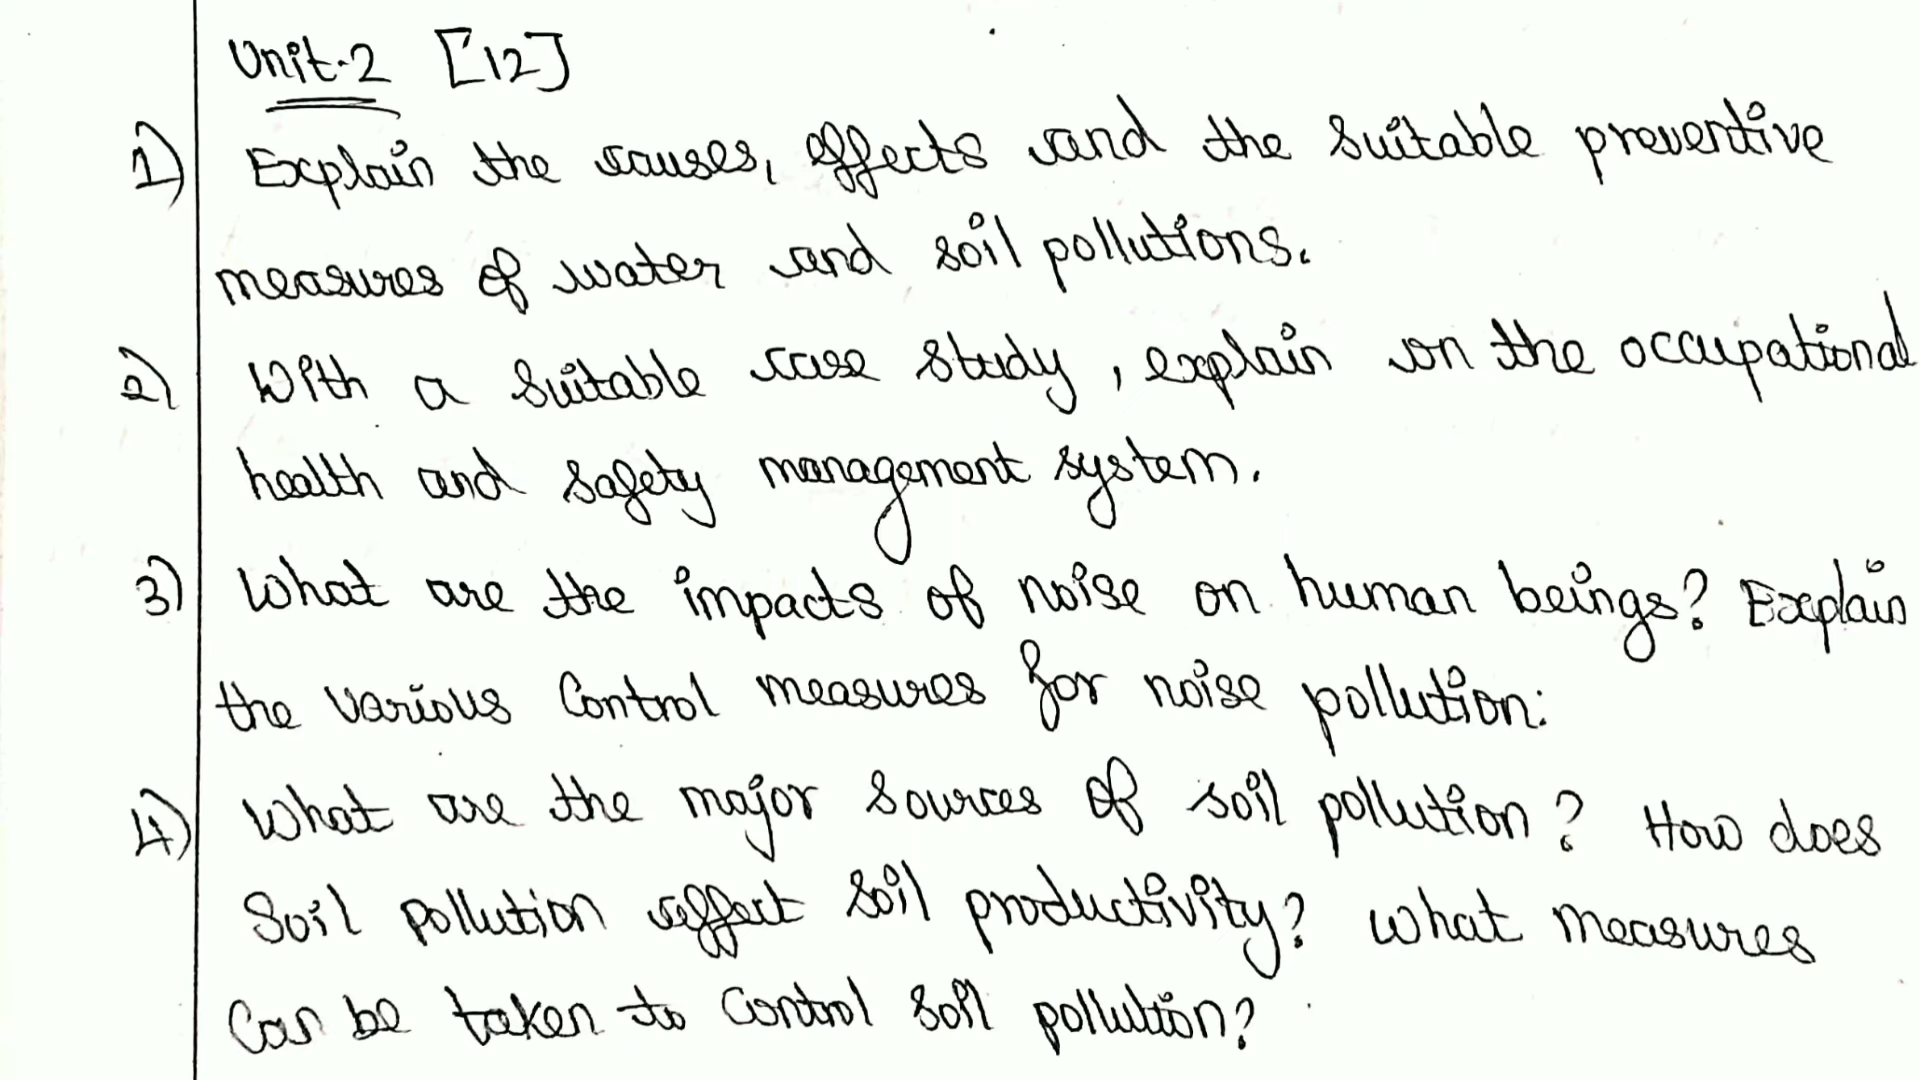 Unit-2 [12]
1) Explain the causes, effects and the suitable preventive
measures of water and soil pollutions.
2) With a suitable case study, explain on the occupational
health and safety management system.
3) What are the impacts of noise on human beings? Explain
the various control measures for noise pollution:
4) What are the major sources of soil pollution? How does
Soil pollution affect soil productivity? What measures
can be taken to control soil pollution?